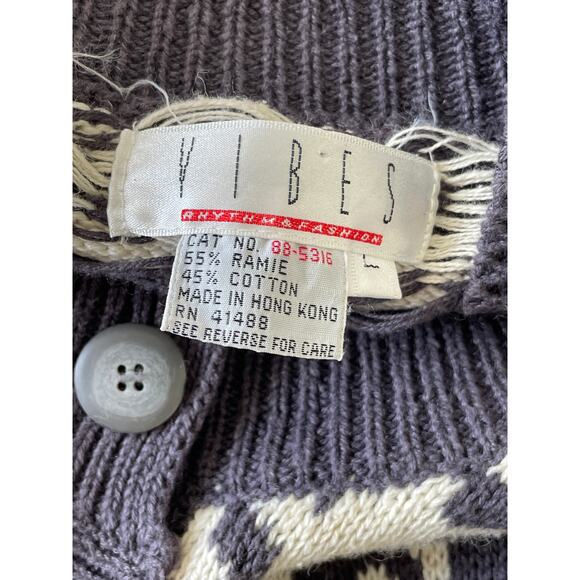 VIBES
RHYTHM & FASHION
CAT NO. 88-5316
55% RAMIE
45% COTTON
MADE IN HONG KONG
RN 41488
SEE REVERSE FOR CARE
L